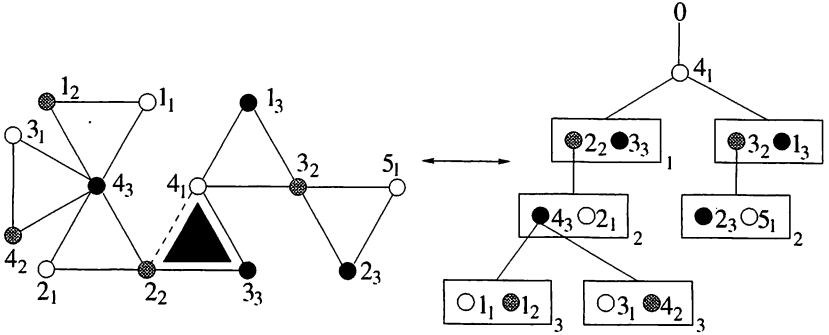 0
4₁
1₂ 1₁ 1₃
3₁
2₂ 3₃ 1
3₂ 1₃
4₃ 4₁ 3₂ 5₁
4₃ 2₁ 2
2₃ 5₁ 2
4₂
2₁ 2₂ 3₃ 2₃
1₁ 1₂ 3
3₁ 4₂ 3